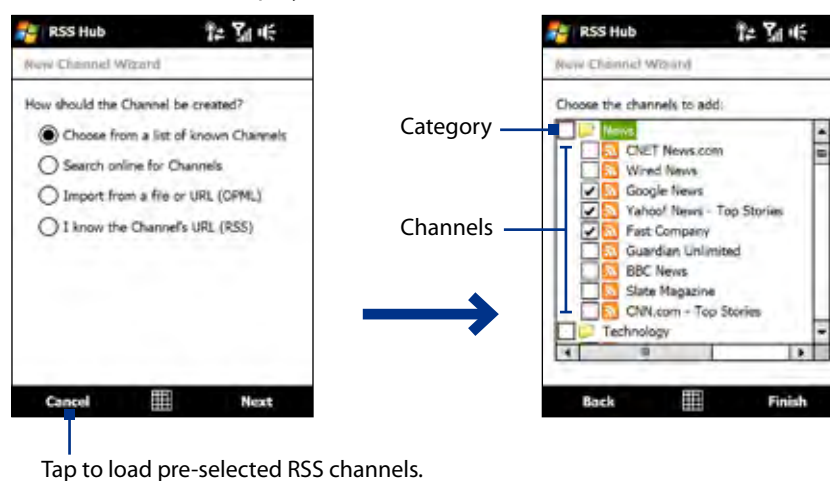 RSS Hub
New Channel Wizard
How should the Channel be created?
Choose from a list of known Channels
Search online for Channels
Import from a file or URL (OPML)
I know the Channel's URL (RSS)
Cancel
Next
Tap to load pre-selected RSS channels.
Category
Channels
RSS Hub
New Channel Wizard
Choose the channels to add:
News
CNET News.com
Wired News
Google News
Yahoo! News - Top Stories
Fast Company
Guardian Unlimited
BBC News
Slate Magazine
CNN.com - Top Stories
Technology
Back
Finish